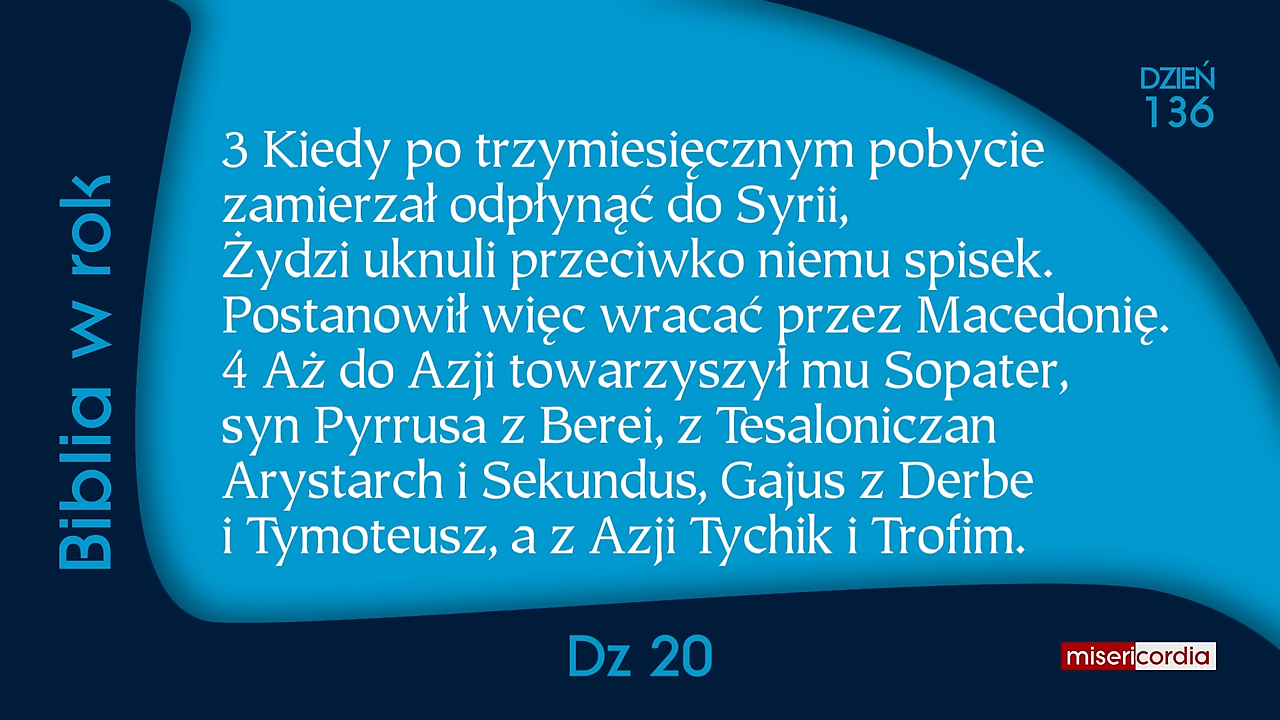 DZIEŃ
136
3 Kiedy po trzymiesięcznym pobycie
zamierzał odpłynąć do Syrii,
Żydzi uknuli przeciwko niemu spisek.
Postanowił więc wracać przez Macedonię.
4 Aż do Azji towarzyszył mu Sopater,
syn Pyrrusa z Berei, z Tesaloniczan
Arystarch i Sekundus, Gajus z Derbe
i Tymoteusz, a z Azji Tychik i Trofim.
Biblia w rok
Dz 20
misericordia